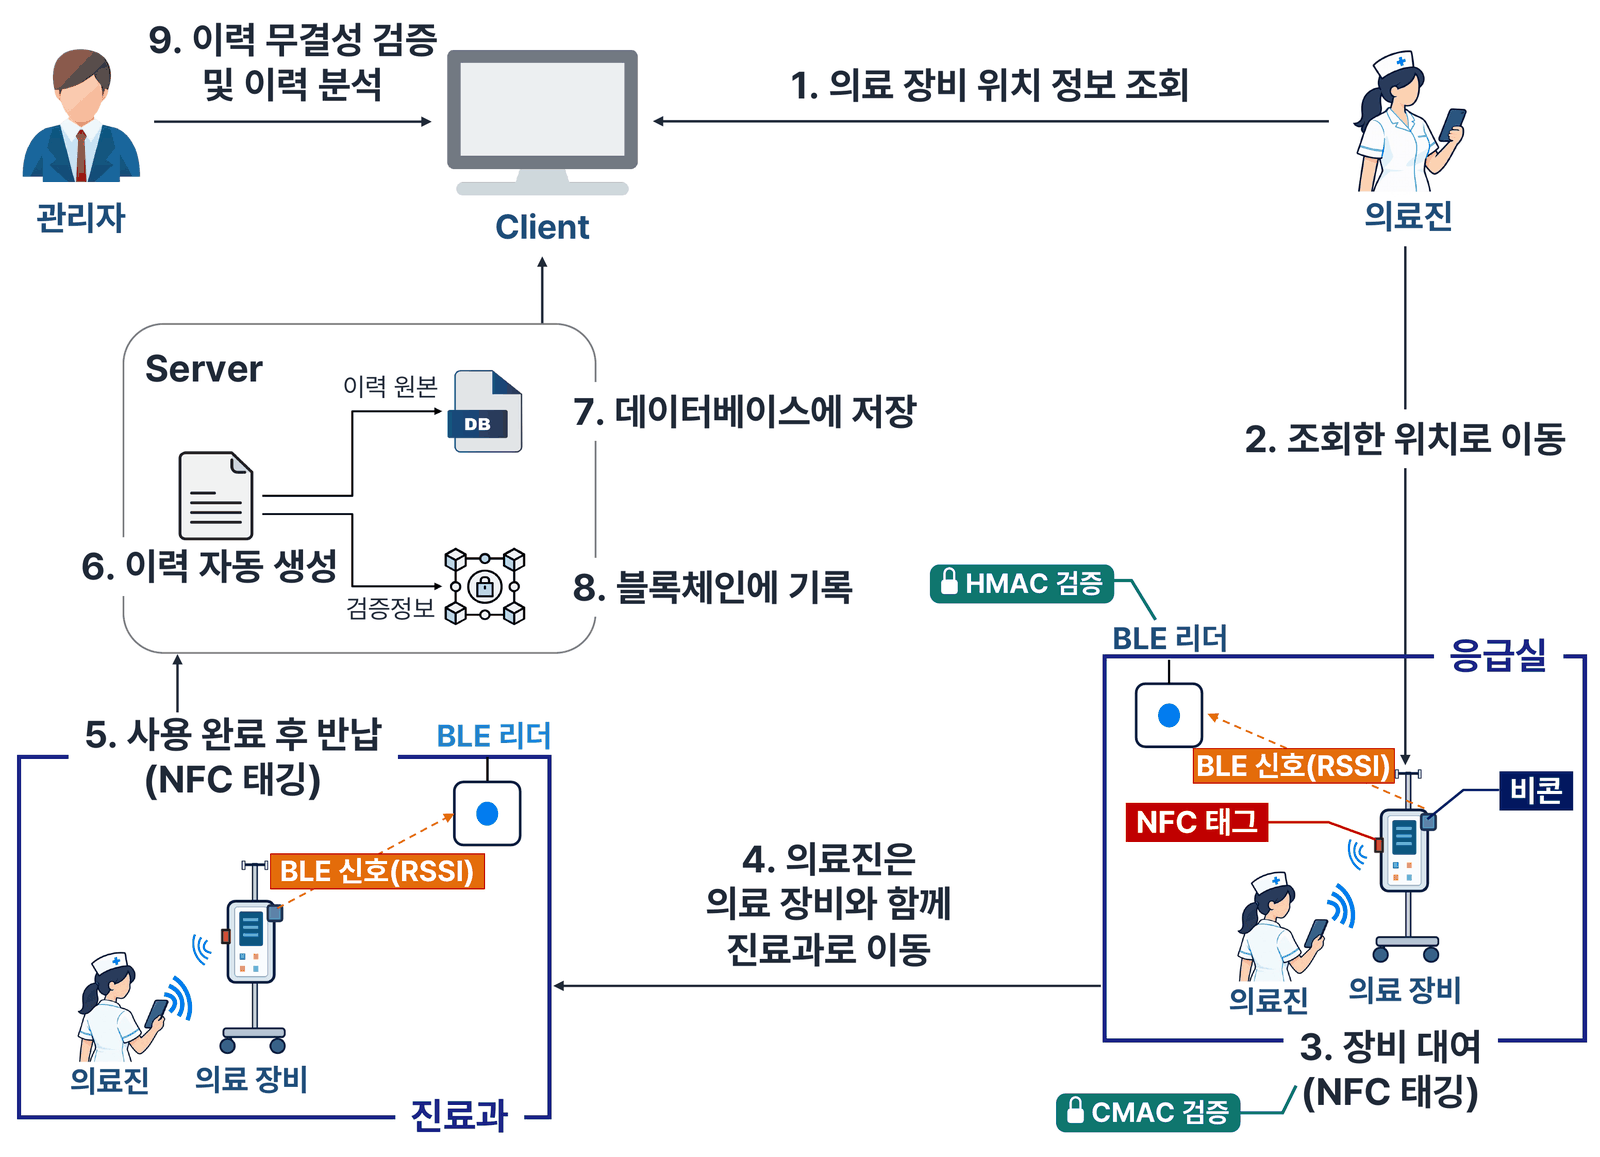 9. 이력 무결성 검증
및 이력 분석
관리자
Client
1. 의료 장비 위치 정보 조회
의료진
2. 조회한 위치로 이동
Server
이력 원본
DB
7. 데이터베이스에 저장
6. 이력 자동 생성
검증정보
8. 블록체인에 기록
HMAC 검증
BLE 리더
응급실
BLE 신호(RSSI)
비콘
NFC 태그
의료진
의료 장비
3. 장비 대여
(NFC 태깅)
CMAC 검증
4. 의료진은
의료 장비와 함께
진료과로 이동
5. 사용 완료 후 반납
(NFC 태깅)
BLE 리더
BLE 신호(RSSI)
의료진
의료 장비
진료과